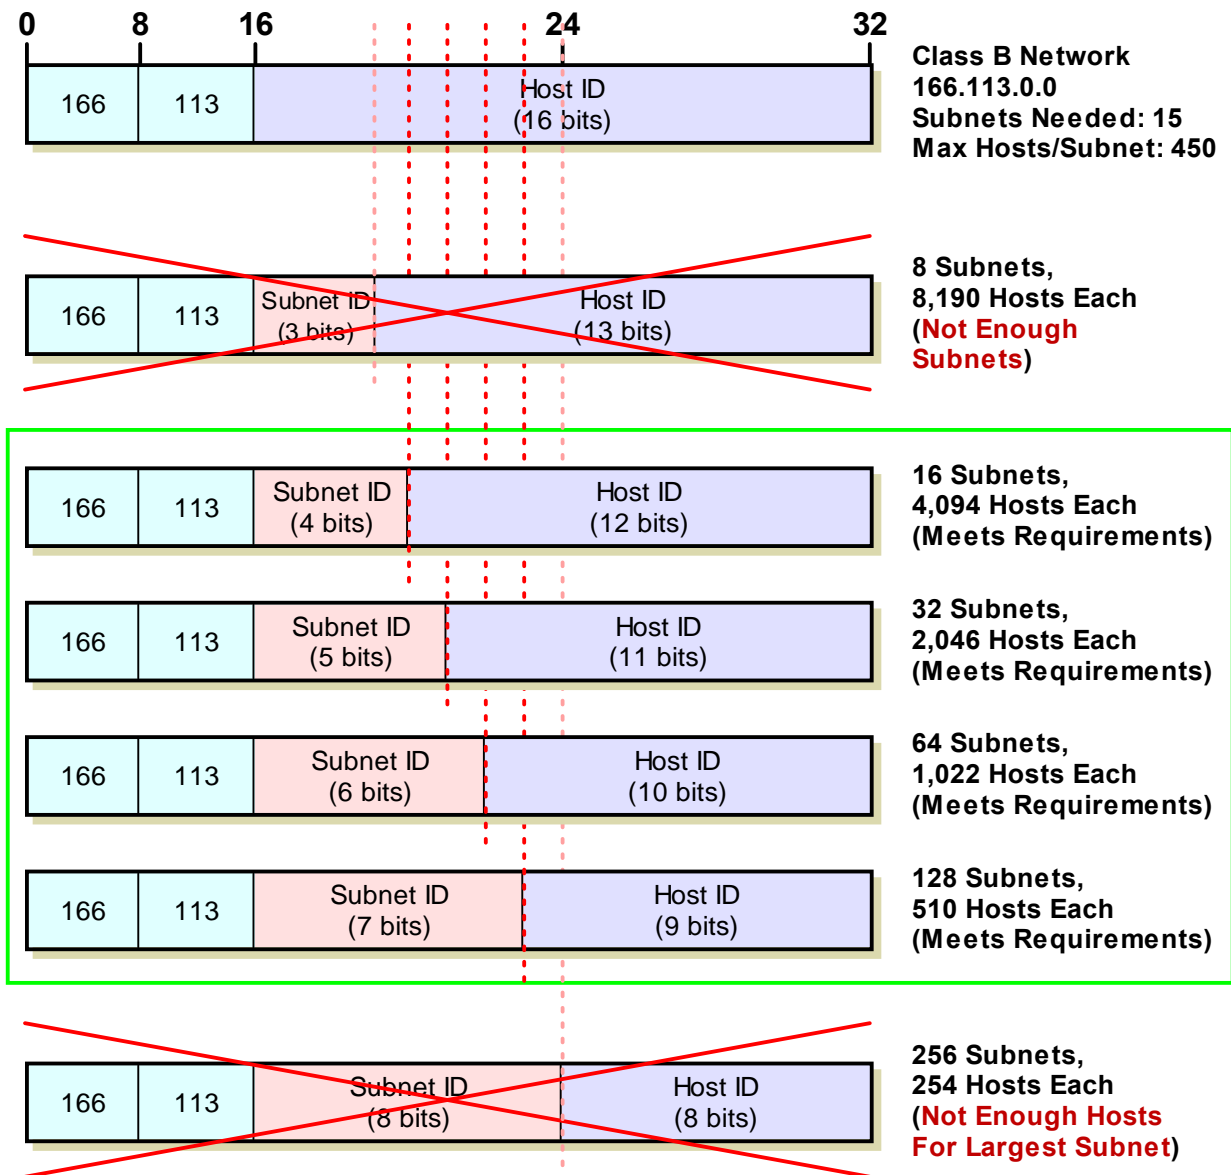 0 8 16 24 32
166 113 Host ID
(16 bits)
Class B Network
166.113.0.0
Subnets Needed: 15
Max Hosts/Subnet: 450
166 113 Subnet ID
(3 bits)
Host ID
(13 bits)
8 Subnets,
8,190 Hosts Each
(Not Enough
Subnets)
166 113 Subnet ID
(4 bits)
Host ID
(12 bits)
16 Subnets,
4,094 Hosts Each
(Meets Requirements)
166 113 Subnet ID
(5 bits)
Host ID
(11 bits)
32 Subnets,
2,046 Hosts Each
(Meets Requirements)
166 113 Subnet ID
(6 bits)
Host ID
(10 bits)
64 Subnets,
1,022 Hosts Each
(Meets Requirements)
166 113 Subnet ID
(7 bits)
Host ID
(9 bits)
128 Subnets,
510 Hosts Each
(Meets Requirements)
166 113 Subnet ID
(8 bits)
Host ID
(8 bits)
256 Subnets,
254 Hosts Each
(Not Enough Hosts
For Largest Subnet)